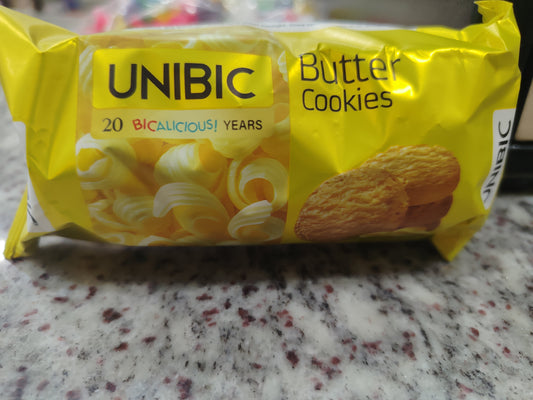 UNIBIC
20 BICALICIOUS! YEARS
Butter
Cookies
UNIBIC